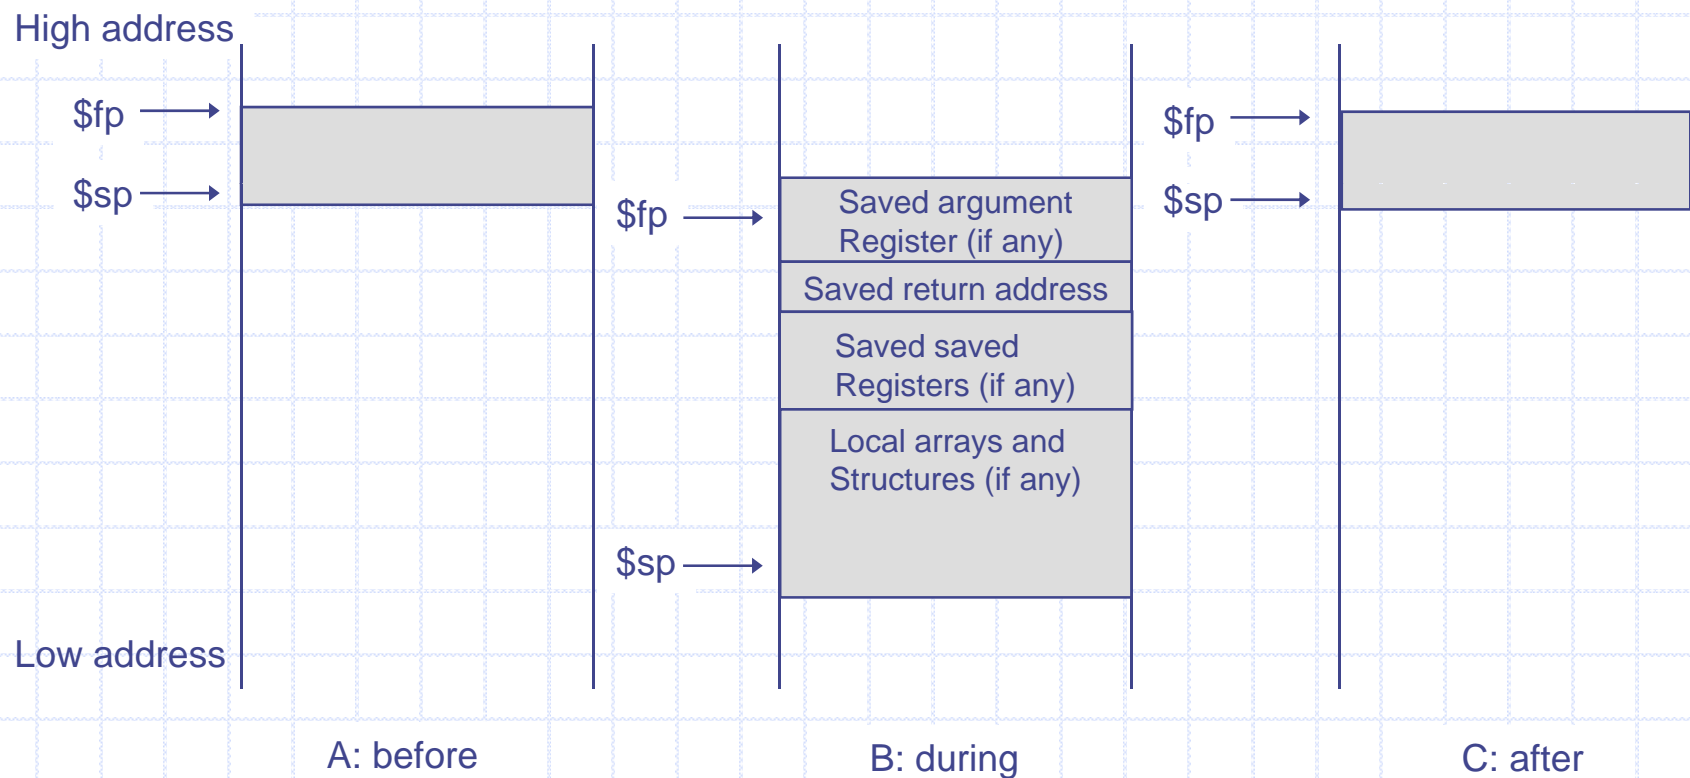 High address
$fp
$sp
Low address
A: before
$fp
$sp
Saved argument
Register (if any)
Saved return address
Saved saved
Registers (if any)
Local arrays and
Structures (if any)
B: during
$fp
$sp
C: after